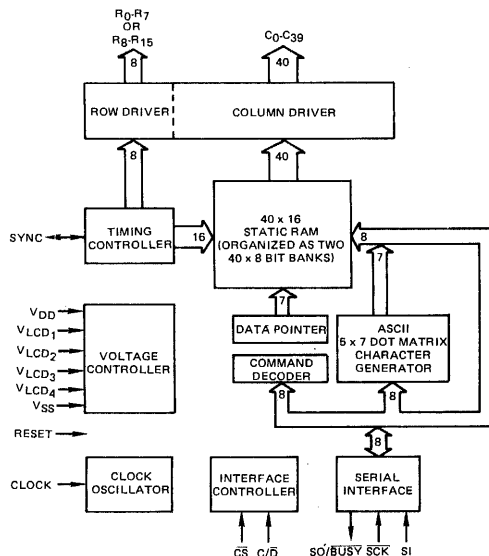 R0-R7
OR
R8-R15
C0-C39
8
40
ROW DRIVER
COLUMN DRIVER
8
40
SYNC
TIMING
CONTROLLER
16
40 x 16
STATIC RAM
(ORGANIZED AS TWO
40 x 8 BIT BANKS)
8
7
7
VDD
VLCD1
VLCD2
VLCD3
VLCD4
VSS
VOLTAGE
CONTROLLER
DATA POINTER
COMMAND
DECODER
ASCII
5 x 7 DOT MATRIX
CHARACTER
GENERATOR
8
8
RESET
8
CLOCK
CLOCK
OSCILLATOR
INTERFACE
CONTROLLER
SERIAL
INTERFACE
C̅S̅
C/D̅
SO/B̅U̅S̅Y̅
S̅C̅K̅
SI